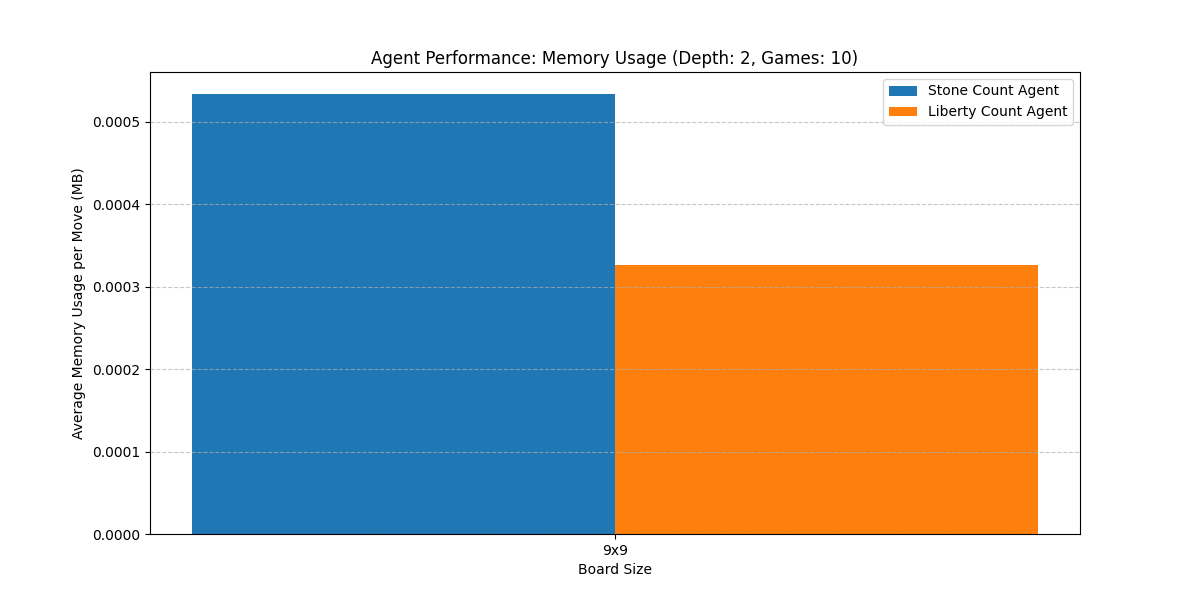 Agent Performance: Memory Usage (Depth: 2, Games: 10)
Stone Count Agent
Liberty Count Agent
Average Memory Usage per Move (MB)
0.0005
0.0004
0.0003
0.0002
0.0001
0.0000
9x9
Board Size